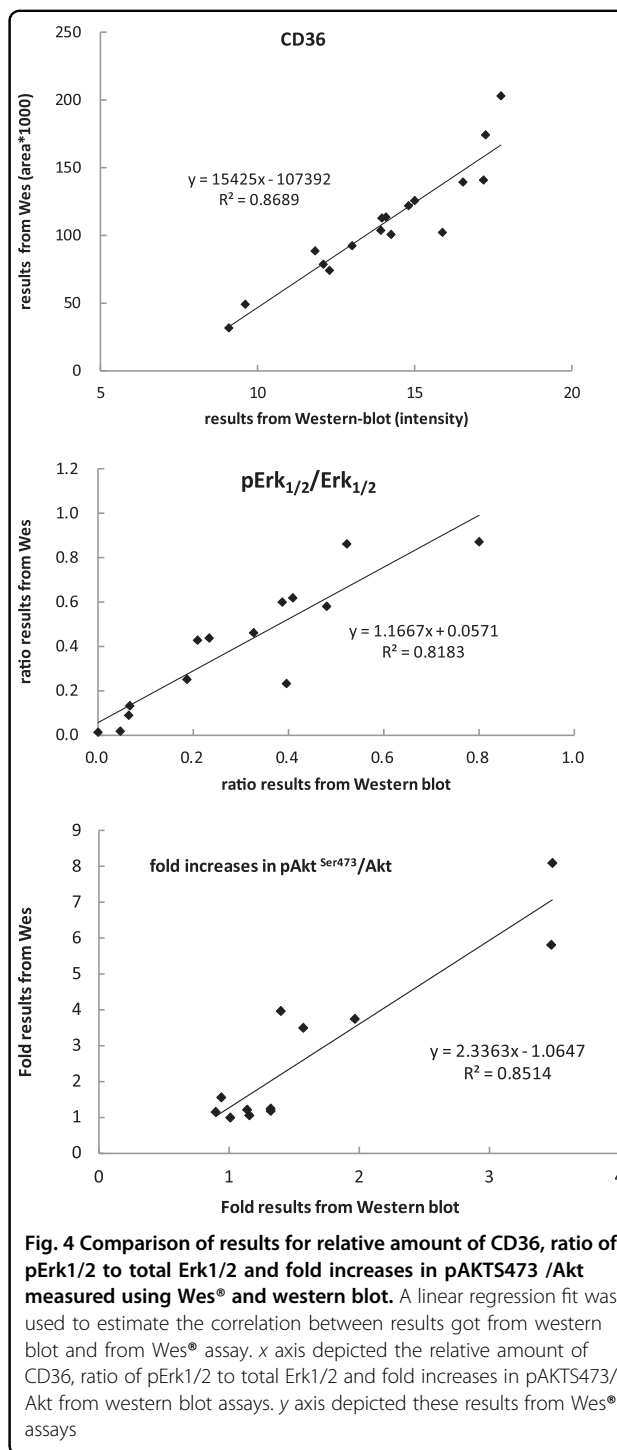 CD36
results from Wes (area*1000)
250
200
150
100
50
0
y = 15425x - 107392
R² = 0.8689
5 10 15 20
results from Western-blot (intensity)
pErk1/2/Erk1/2
ratio results from Wes
1.2
1.0
0.8
0.6
0.4
0.2
0.0
y = 1.1667x + 0.0571
R² = 0.8183
0.0 0.2 0.4 0.6 0.8 1.0
ratio results from Western blot
fold increases in pAkt Ser473/Akt
Fold results from Wes
9
8
7
6
5
4
3
2
1
0
y = 2.3363x - 1.0647
R² = 0.8514
0 1 2 3 4
Fold results from Western blot
Fig. 4 Comparison of results for relative amount of CD36, ratio of
pErk1/2 to total Erk1/2 and fold increases in pAKTS473 /Akt
measured using Wes® and western blot. A linear regression fit was
used to estimate the correlation between results got from western
blot and from Wes® assay. x axis depicted the relative amount of
CD36, ratio of pErk1/2 to total Erk1/2 and fold increases in pAKTS473/
Akt from western blot assays. y axis depicted these results from Wes®
assays